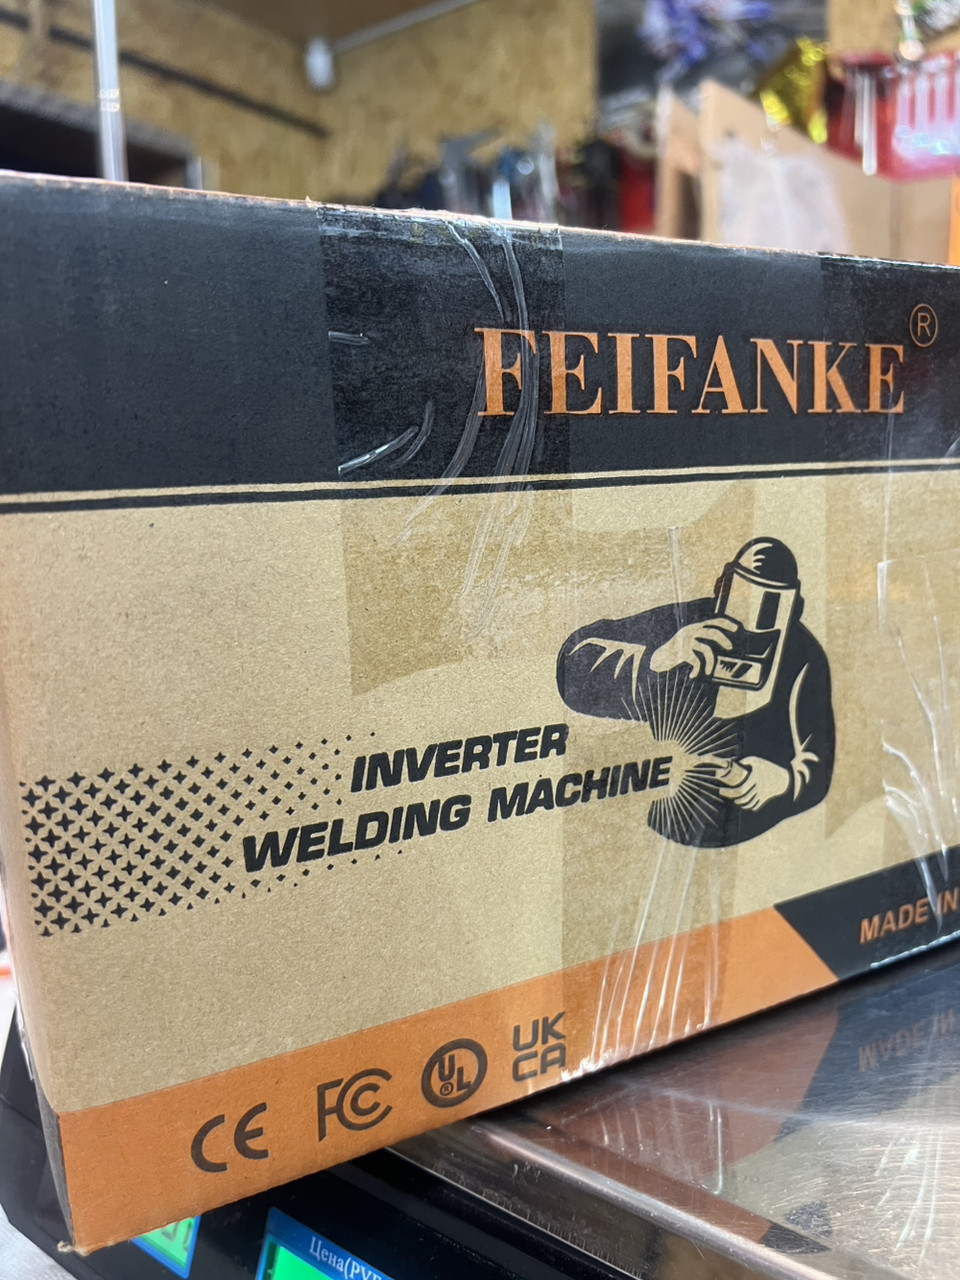 FEIFANKE®
INVERTER
WELDING MACHINE
MADE IN
CE FC UL® UK
CA
Цена(РУБ